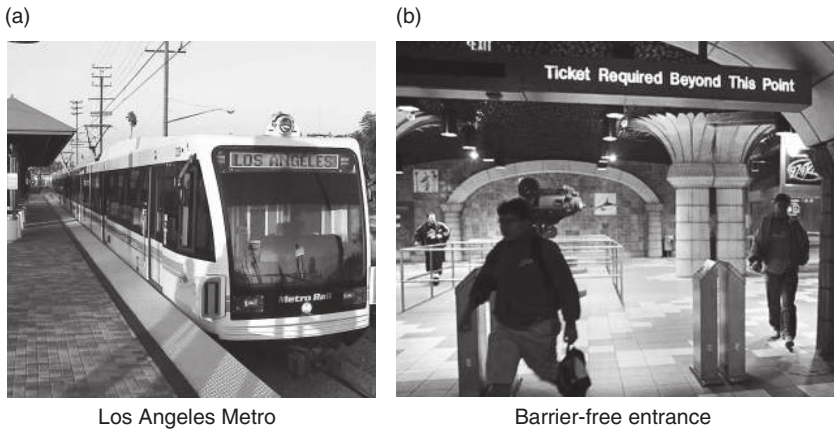 (a)
(b)
LOS ANGELES
Metro Rail
EXIT
Ticket Required Beyond This Point
Los Angeles Metro
Barrier-free entrance